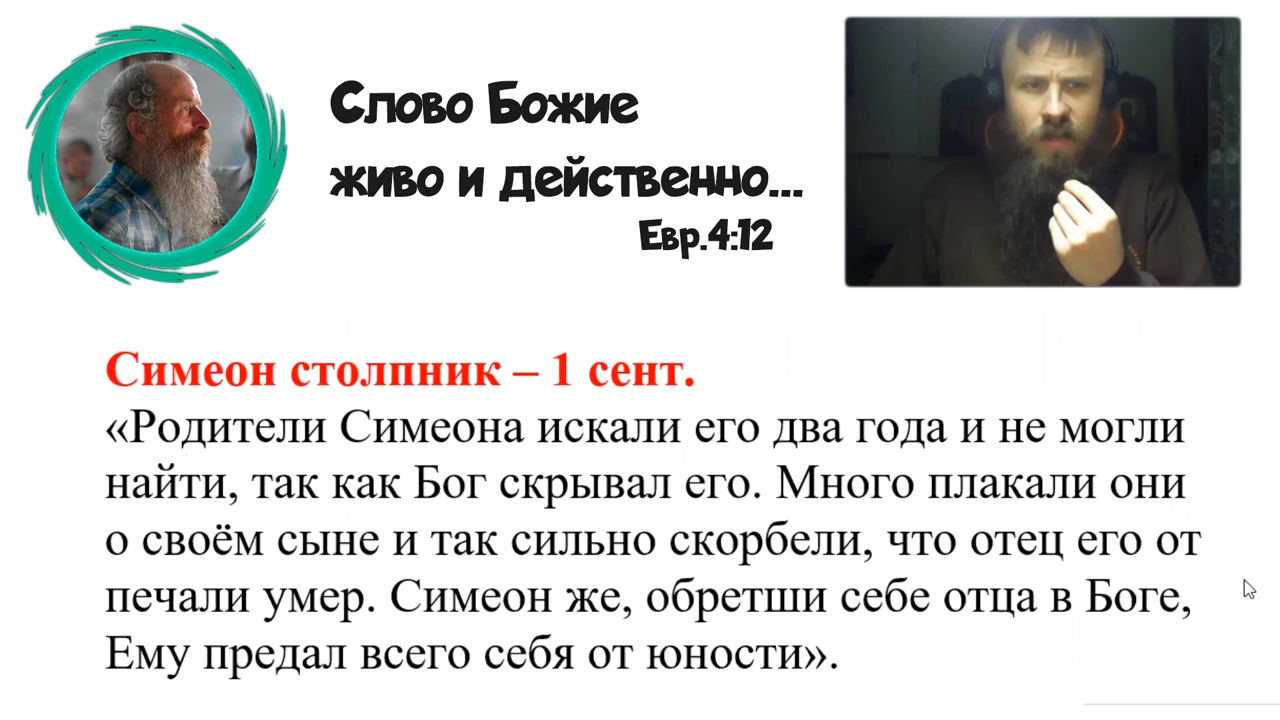 Слово Божие
живо и действенно...
Евр.4:12
Симеон столпник – 1 сент.
«Родители Симеона искали его два года и не могли
найти, так как Бог скрывал его. Много плакали они
о своём сыне и так сильно скорбели, что отец его от
печали умер. Симеон же, обретши себе отца в Боге,
Ему предал всего себя от юности».